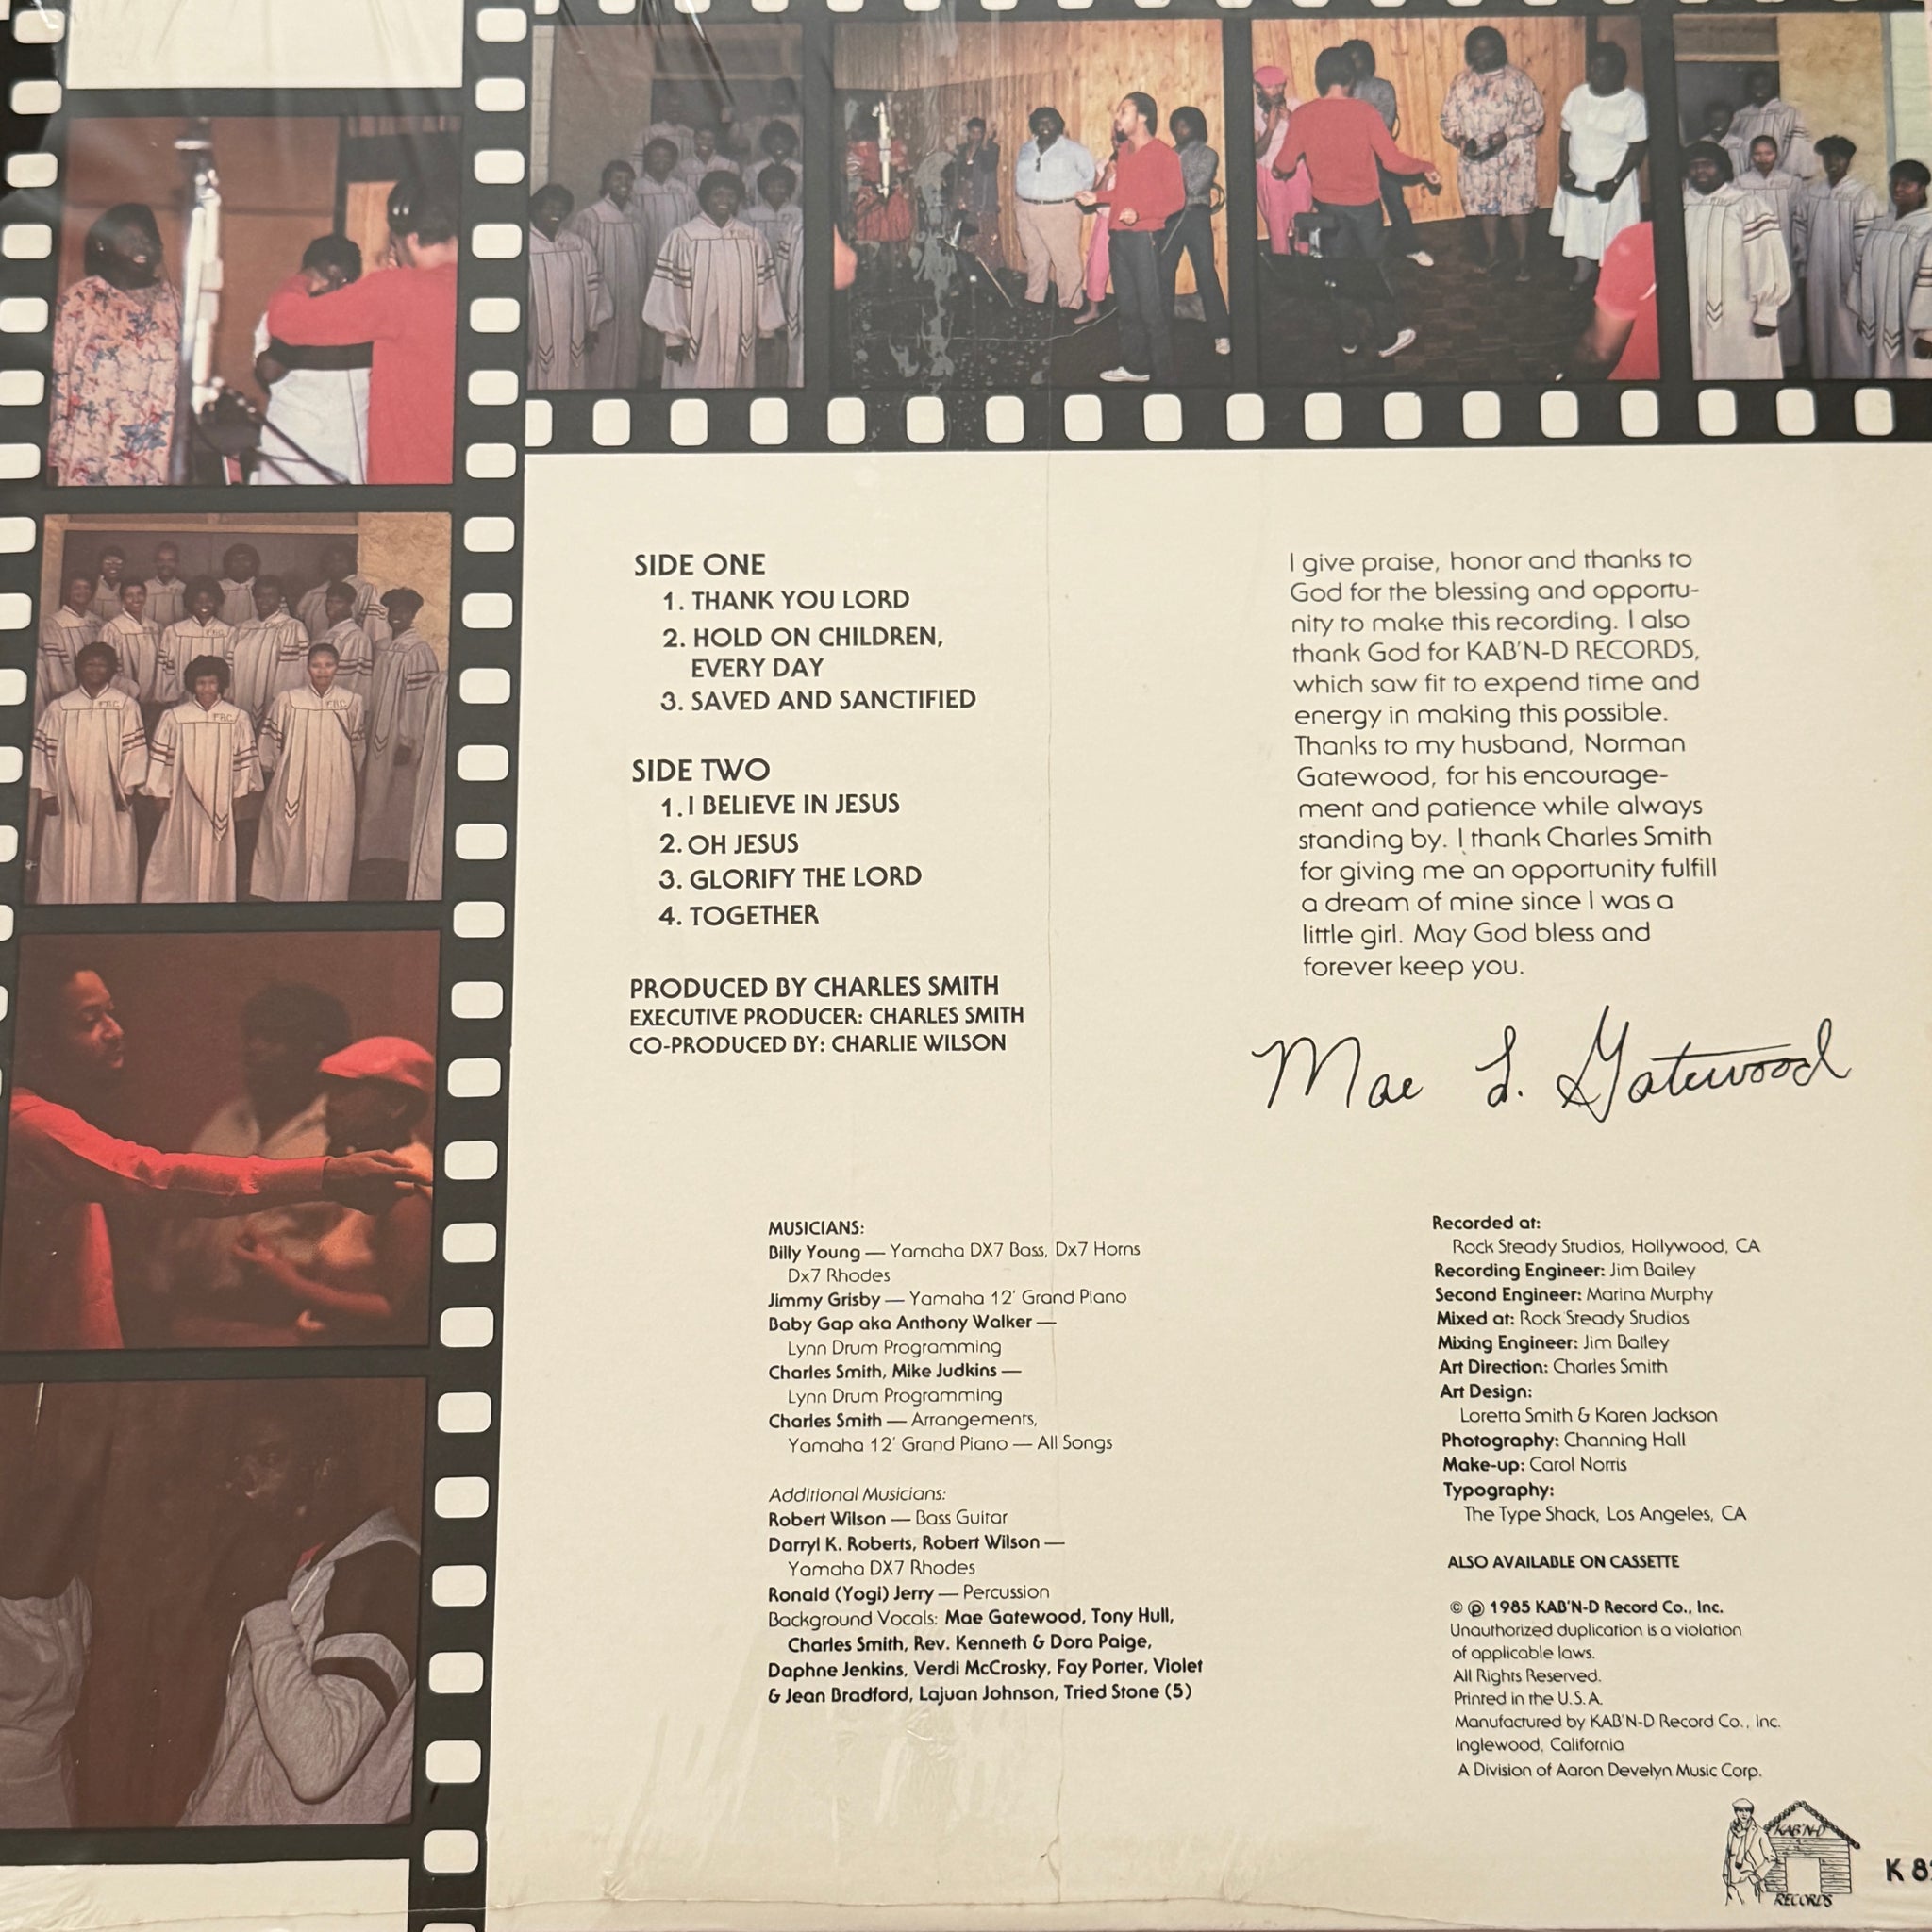 SIDE ONE
1. THANK YOU LORD
2. HOLD ON CHILDREN,
EVERY DAY
3. SAVED AND SANCTIFIED
SIDE TWO
1. I BELIEVE IN JESUS
2. OH JESUS
3. GLORIFY THE LORD
4. TOGETHER
PRODUCED BY CHARLES SMITH
EXECUTIVE PRODUCER: CHARLES SMITH
CO-PRODUCED BY: CHARLIE WILSON
I give praise, honor and thanks to
God for the blessing and opportu-
nity to make this recording. I also
thank God for KAB'N-D RECORDS,
which saw fit to expend time and
energy in making this possible.
Thanks to my husband, Norman
Gatewood, for his encourage-
ment and patience while always
standing by. I thank Charles Smith
for giving me an opportunity fulfill
a dream of mine since I was a
little girl. May God bless and
forever keep you.
Mae L. Gatewood
MUSICIANS:
Billy Young — Yamaha DX7 Bass, Dx7 Horns
Dx7 Rhodes
Jimmy Grisby — Yamaha 12' Grand Piano
Baby Gap aka Anthony Walker —
Lynn Drum Programming
Charles Smith, Mike Judkins —
Lynn Drum Programming
Charles Smith — Arrangements,
Yamaha 12' Grand Piano — All Songs
Additional Musicians:
Robert Wilson — Bass Guitar
Darryl K. Roberts, Robert Wilson —
Yamaha DX7 Rhodes
Ronald (Yogi) Jerry — Percussion
Background Vocals: Mae Gatewood, Tony Hull,
Charles Smith, Rev. Kenneth & Dora Paige,
Daphne Jenkins, Verdi McCrosky, Fay Porter, Violet
& Jean Bradford, Lajuan Johnson, Tried Stone (5)
Recorded at:
Rock Steady Studios, Hollywood, CA
Recording Engineer: Jim Bailey
Second Engineer: Marina Murphy
Mixed at: Rock Steady Studios
Mixing Engineer: Jim Bailey
Art Direction: Charles Smith
Art Design:
Loretta Smith & Karen Jackson
Photography: Channing Hall
Make-up: Carol Norris
Typography:
The Type Shack, Los Angeles, CA
ALSO AVAILABLE ON CASSETTE
© ℗ 1985 KAB'N-D Record Co., Inc.
Unauthorized duplication is a violation
of applicable laws.
All Rights Reserved.
Printed in the U.S.A.
Manufactured by KAB'N-D Record Co., Inc.
Inglewood, California
A Division of Aaron Develyn Music Corp.
KAB'N-D
RECORDS
K 8